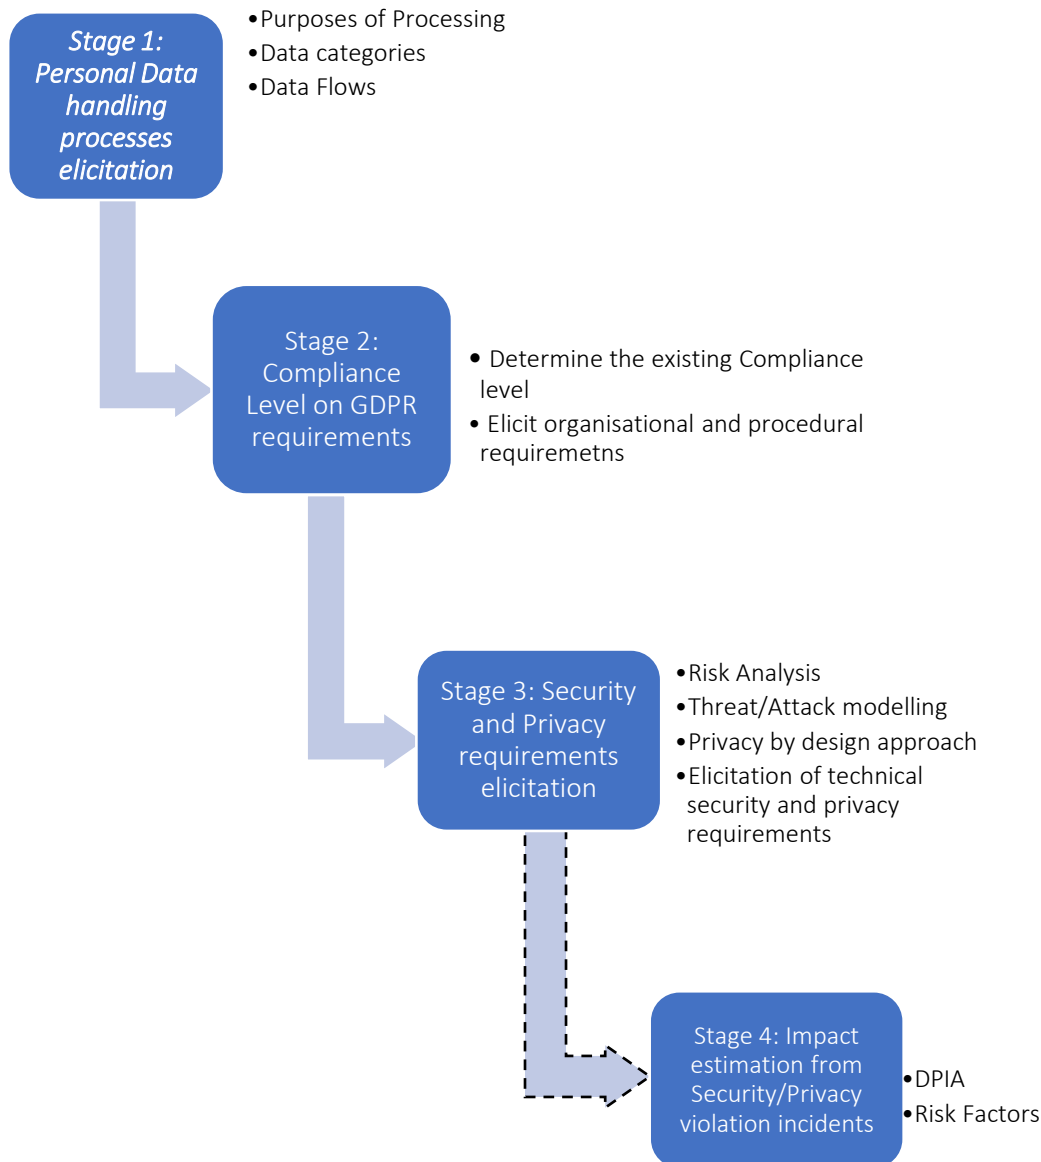 Stage 1:
Personal Data
handling
processes
elicitation
•Purposes of Processing
•Data categories
•Data Flows
Stage 2:
Compliance
Level on GDPR
requirements
• Determine the existing Compliance
level
• Elicit organisational and procedural
requiremetns
Stage 3: Security
and Privacy
requirements
elicitation
•Risk Analysis
•Threat/Attack modelling
•Privacy by design approach
•Elicitation of technical
security and privacy
requirements
Stage 4: Impact
estimation from
Security/Privacy
violation incidents
•DPIA
•Risk Factors